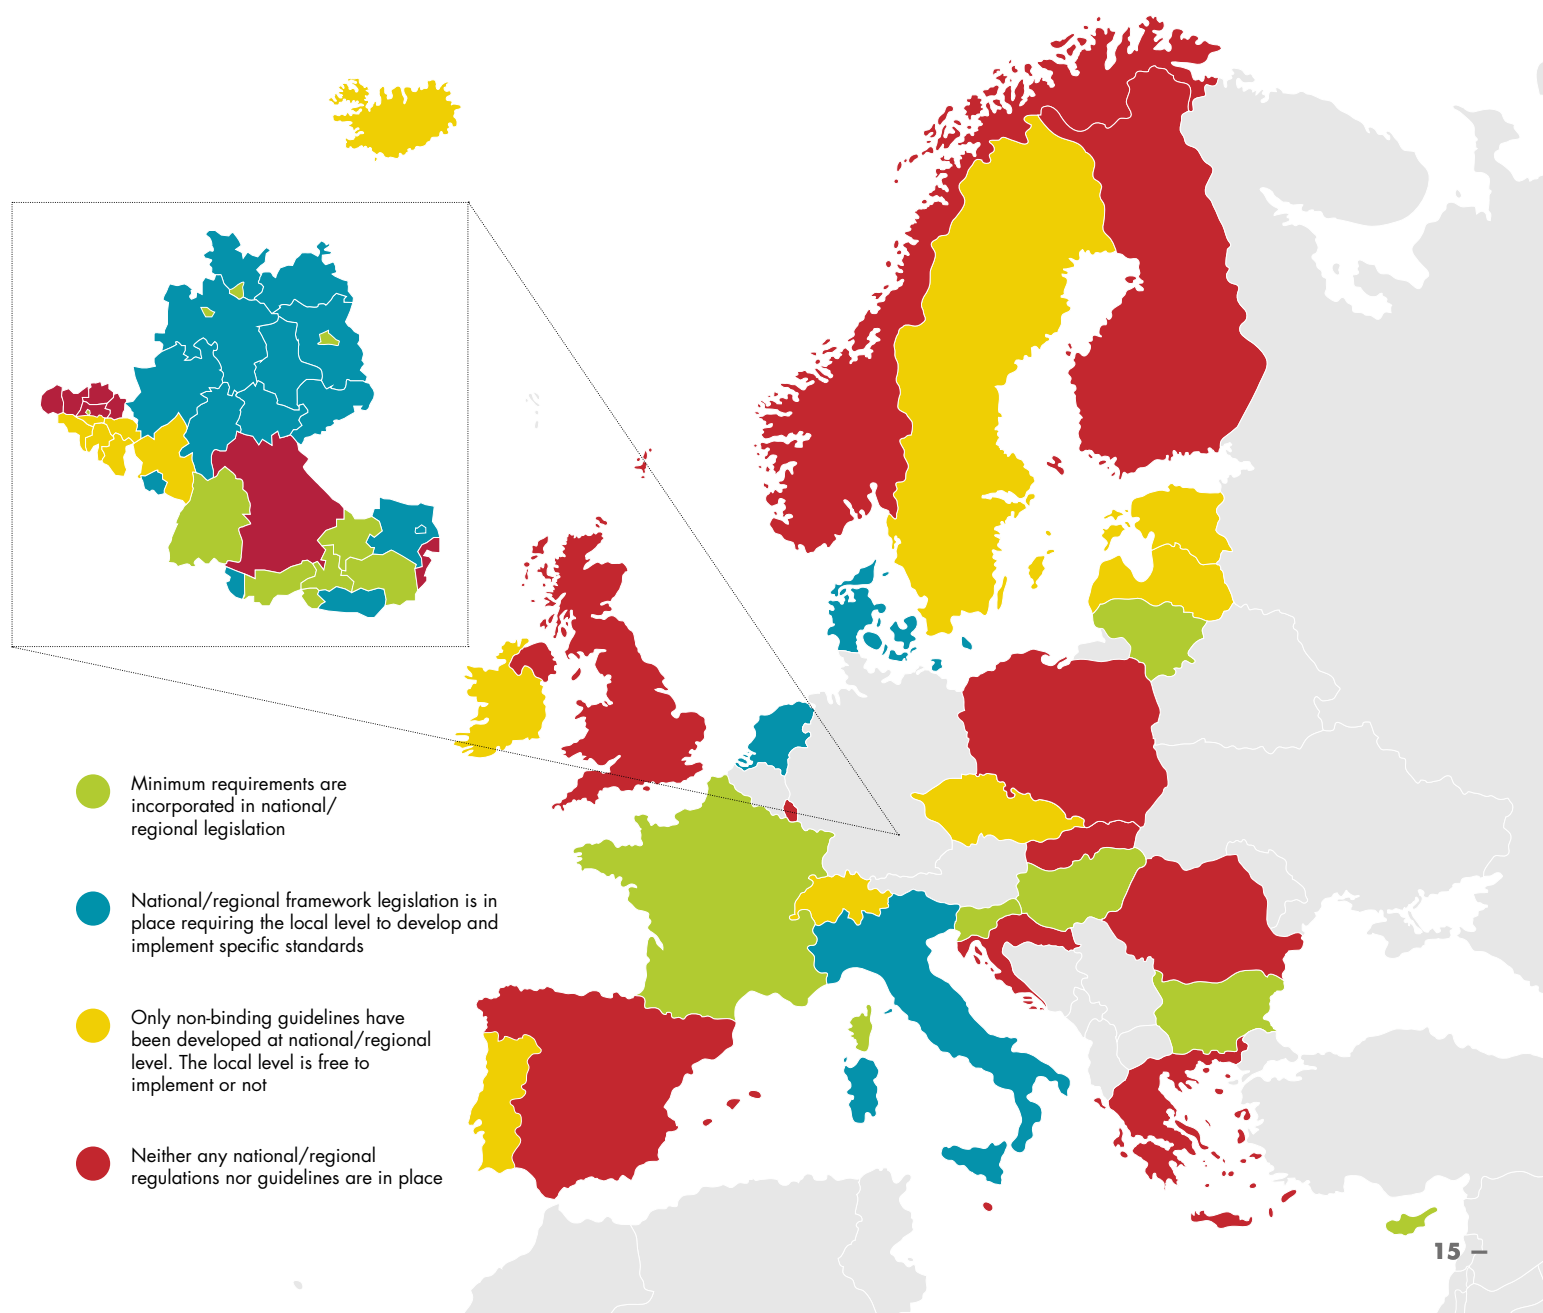 Minimum requirements are
incorporated in national/
regional legislation
National/regional framework legislation is in
place requiring the local level to develop and
implement specific standards
Only non-binding guidelines have
been developed at national/regional
level. The local level is free to
implement or not
Neither any national/regional
regulations nor guidelines are in place
15 –